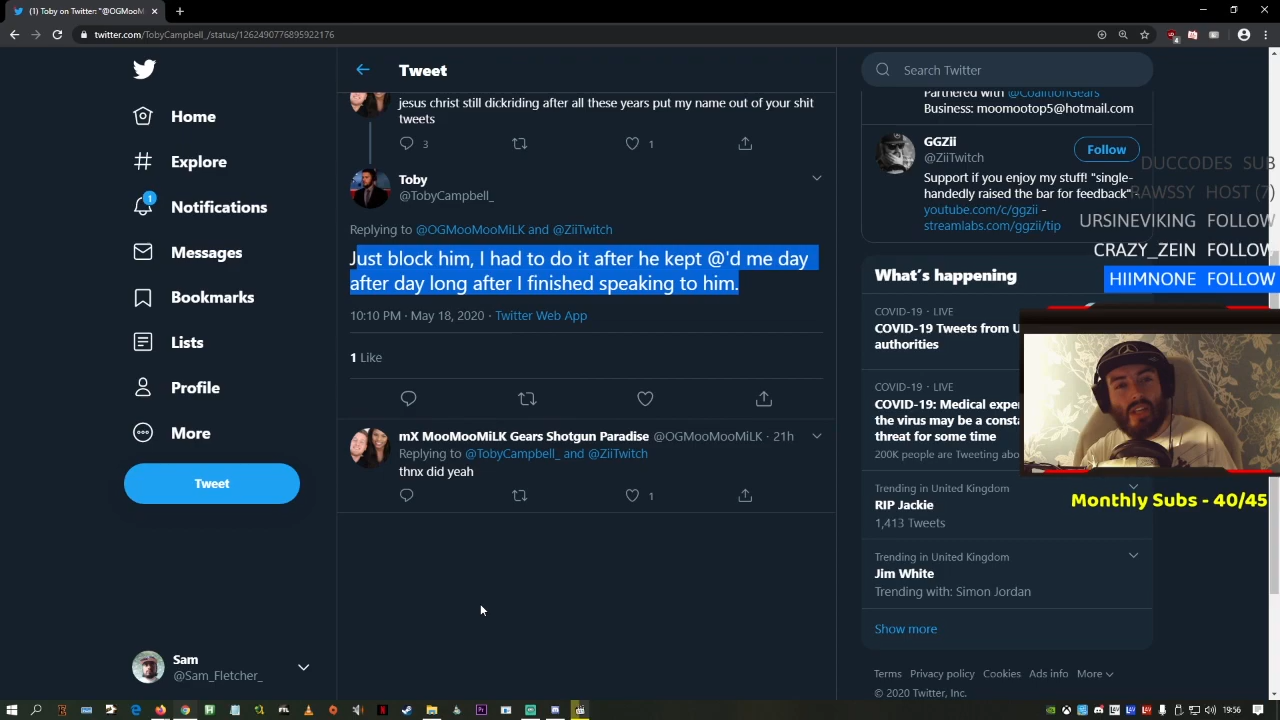 (1) Toby on Twitter: "@OGMooM
twitter.com/TobyCampbell_/status/1262490776895922176
Home
Explore
1
Notifications
Messages
Bookmarks
Lists
Profile
More
Tweet
Sam
@Sam_Fletcher_
Tweet
jesus christ still dickriding after all these years put my name out of your shit
tweets
3
1
Toby
@TobyCampbell_
Replying to @OGMooMooMiLK and @ZiiTwitch
Just block him, I had to do it after he kept @'d me day
after day long after I finished speaking to him.
10:10 PM · May 18, 2020 · Twitter Web App
1 Like
mX MooMooMiLK Gears Shotgun Paradise @OGMooMooMiLK · 21h
Replying to @TobyCampbell_ and @ZiiTwitch
thnx did yeah
1
Search Twitter
Partnered with @CoalitionGears
Business: moomootop5@hotmail.com
GGZii
@ZiiTwitch
Follow
Support if you enjoy my stuff! "single-
handedly raised the bar for feedback" -
youtube.com/c/ggzii -
streamlabs.com/ggzii/tip
DUCCODES SUB
RAWSSY HOST (7)
URSINEVIKING FOLLOW
CRAZY_ZEIN FOLLOW
HIIMNONE FOLLOW
What's happening
COVID-19 · LIVE
COVID-19 Tweets from U
authorities
COVID-19 · LIVE
COVID-19: Medical exper
the virus may be a consta
threat for some time
200K people are Tweeting abo
Monthly Subs - 40/45
Trending in United Kingdom
RIP Jackie
1,413 Tweets
Trending in United Kingdom
Jim White
Trending with: Simon Jordan
Show more
Terms Privacy policy Cookies Ads info More
© 2020 Twitter, Inc.
19:56